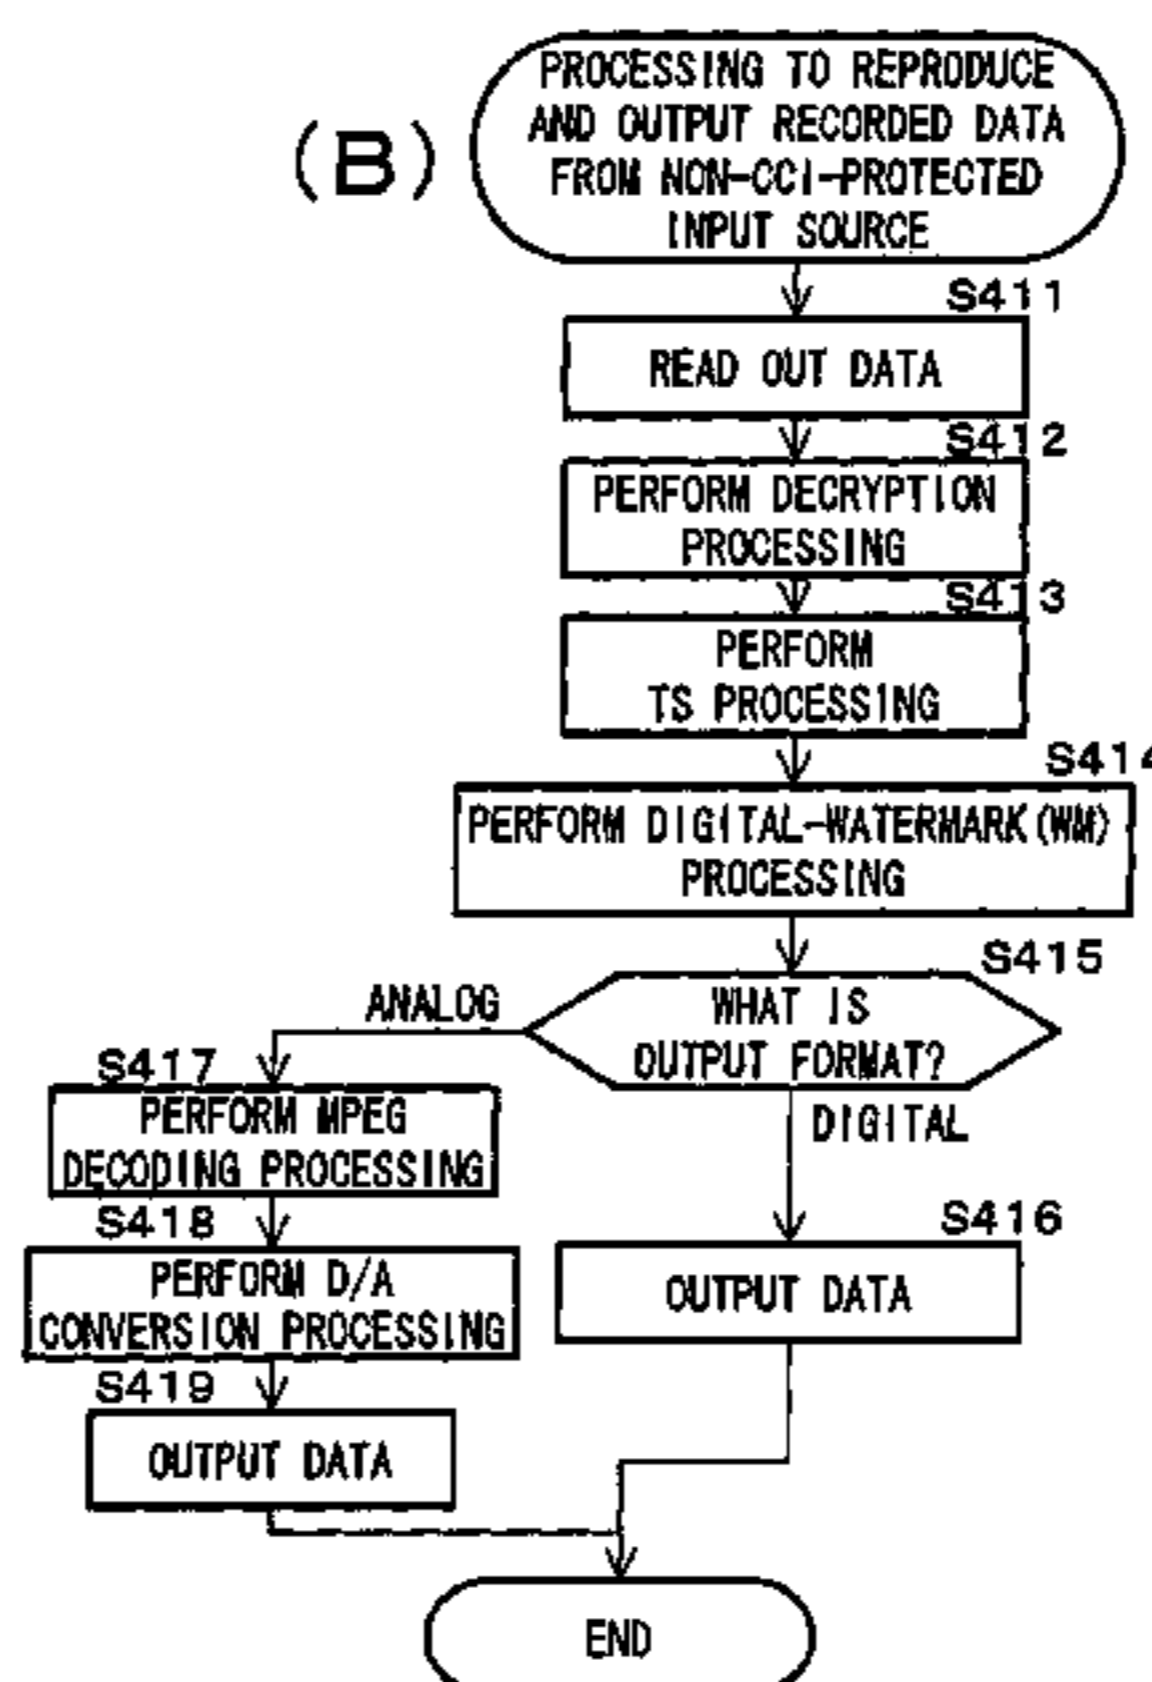 (B)
PROCESSING TO REPRODUCE
AND OUTPUT RECORDED DATA
FROM NON-CCI-PROTECTED
INPUT SOURCE
S411
READ OUT DATA
S412
PERFORM DECRYPTION
PROCESSING
S413
PERFORM
TS PROCESSING
S414
PERFORM DIGITAL-WATERMARK(WM)
PROCESSING
S415
WHAT IS
OUTPUT FORMAT?
ANALOG
DIGITAL
S417
PERFORM MPEG
DECODING PROCESSING
S418
PERFORM D/A
CONVERSION PROCESSING
S419
OUTPUT DATA
S416
OUTPUT DATA
END